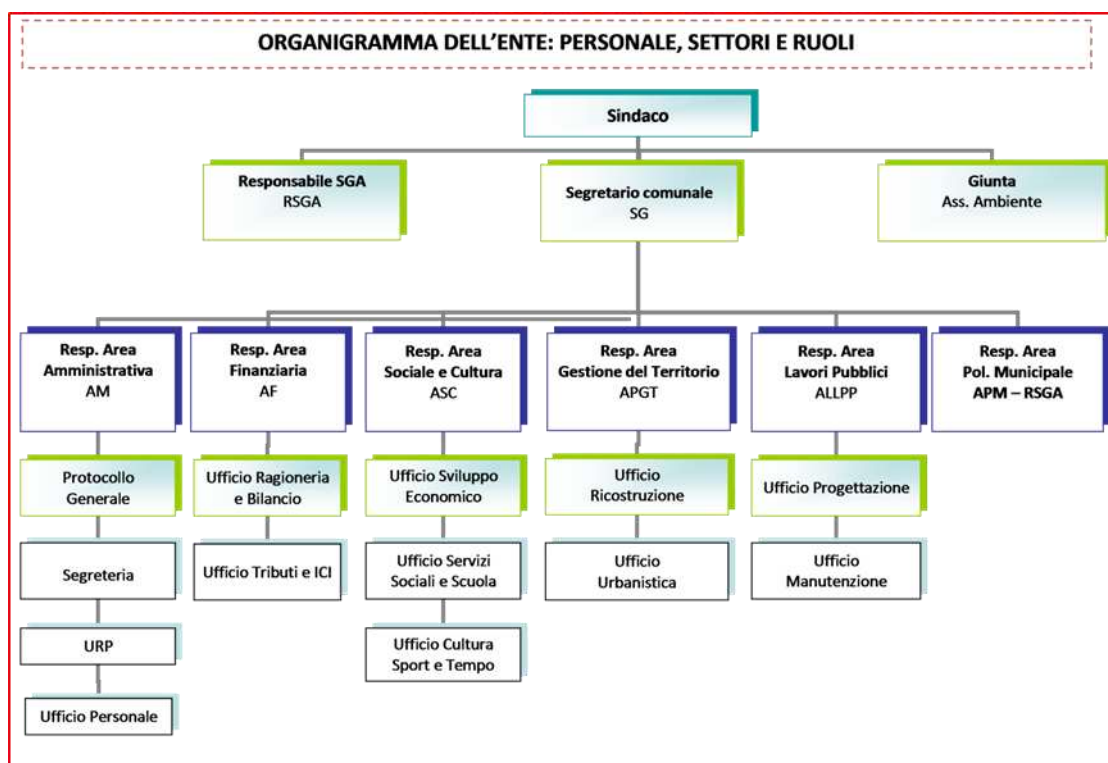 ORGANIGRAMMA DELL'ENTE: PERSONALE, SETTORI E RUOLI
Sindaco
Responsabile SGA
RSGA
Segretario comunale
SG
Giunta
Ass. Ambiente
Resp. Area
Amministrativa
AM
Resp. Area
Finanziaria
AF
Resp. Area
Sociale e Cultura
ASC
Resp. Area
Gestione del Territorio
APGT
Resp. Area
Lavori Pubblici
ALLPP
Resp. Area
Pol. Municipale
APM – RSGA
Protocollo
Generale
Ufficio Ragioneria
e Bilancio
Ufficio Sviluppo
Economico
Ufficio
Ricostruzione
Ufficio Progettazione
Segreteria
Ufficio Tributi e ICI
Ufficio Servizi
Sociali e Scuola
Ufficio
Urbanistica
Ufficio
Manutenzione
URP
Ufficio Cultura
Sport e Tempo
Ufficio Personale